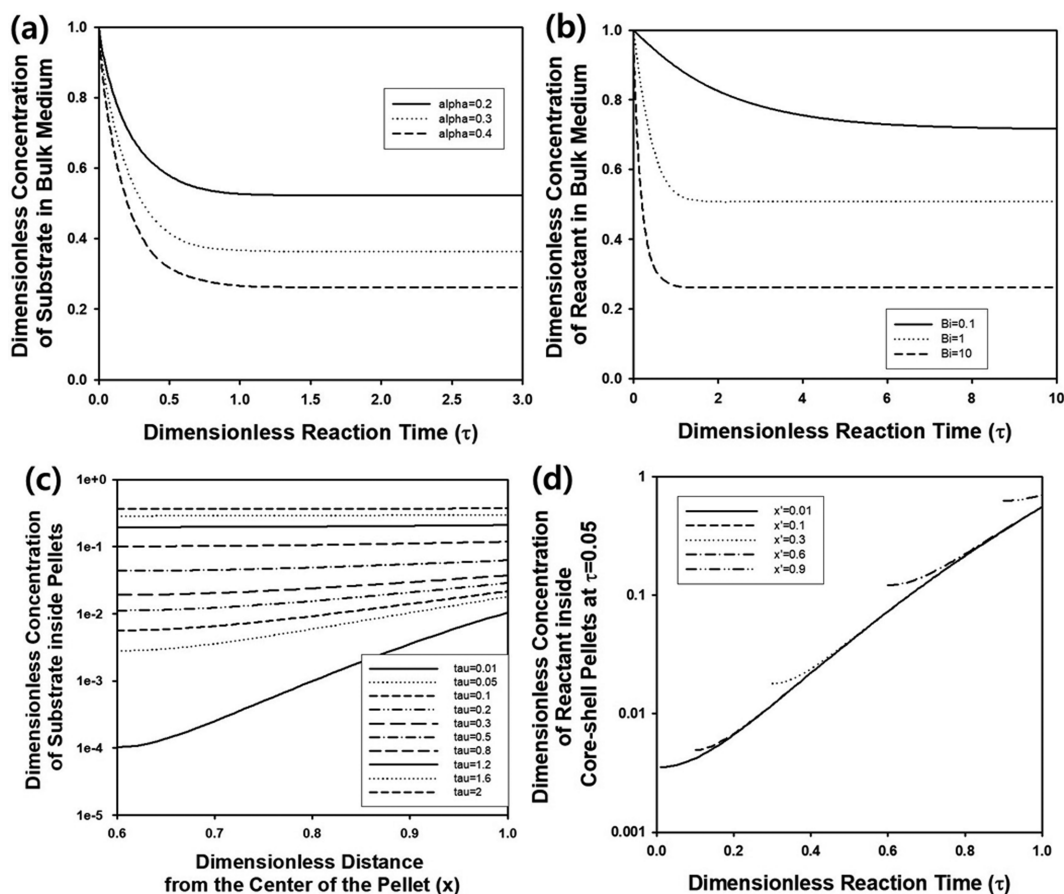 (a)
Dimensionless Concentration
of Substrate in Bulk Medium
1.0
0.8
0.6
0.4
0.2
0.0
alpha=0.2
alpha=0.3
alpha=0.4
0.0 0.5 1.0 1.5 2.0 2.5 3.0
Dimensionless Reaction Time (τ)
(b)
Dimensionless Concentration
of Reactant in Bulk Medium
1.0
0.8
0.6
0.4
0.2
0.0
Bi=0.1
Bi=1
Bi=10
0 2 4 6 8 10
Dimensionless Reaction Time (τ)
(c)
Dimensionless Concentration
of Substrate inside Pellets
1e+0
1e-1
1e-2
1e-3
1e-4
1e-5
tau=0.01
tau=0.05
tau=0.1
tau=0.2
tau=0.3
tau=0.5
tau=0.8
tau=1.2
tau=1.6
tau=2
0.6 0.7 0.8 0.9 1.0
Dimensionless Distance
from the Center of the Pellet (x)
(d)
Dimensionless Concentration
of Reactant inside
Core-shell Pellets at τ=0.05
1
0.1
0.01
0.001
x'=0.01
x'=0.1
x'=0.3
x'=0.6
x'=0.9
0.0 0.2 0.4 0.6 0.8 1.0
Dimensionless Reaction Time (τ)